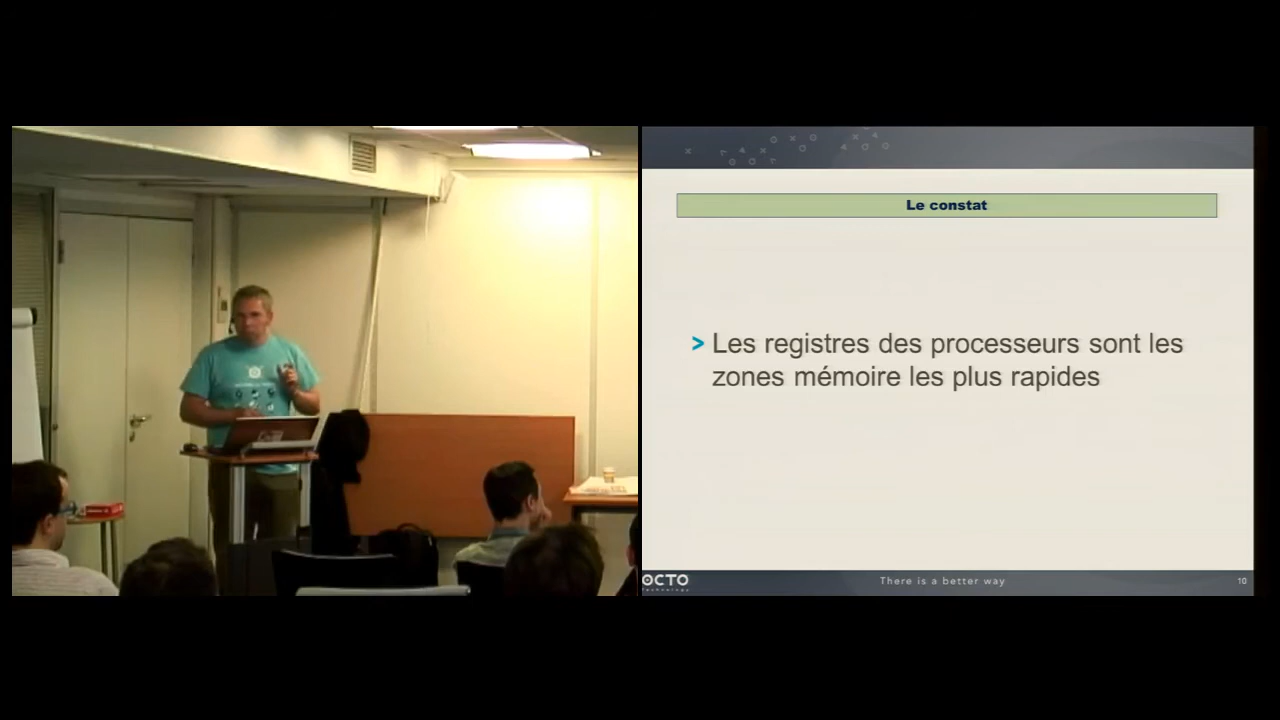 Le constat
> Les registres des processeurs sont les
zones mémoire les plus rapides
OCTO
Technology
There is a better way
10